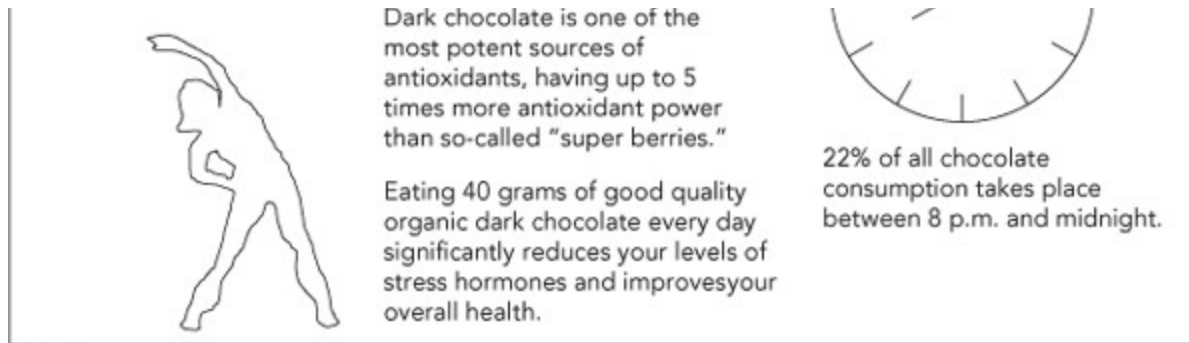 Dark chocolate is one of the
most potent sources of
antioxidants, having up to 5
times more antioxidant power
than so-called “super berries.”
Eating 40 grams of good quality
organic dark chocolate every day
significantly reduces your levels of
stress hormones and improvesyour
overall health.
22% of all chocolate
consumption takes place
between 8 p.m. and midnight.